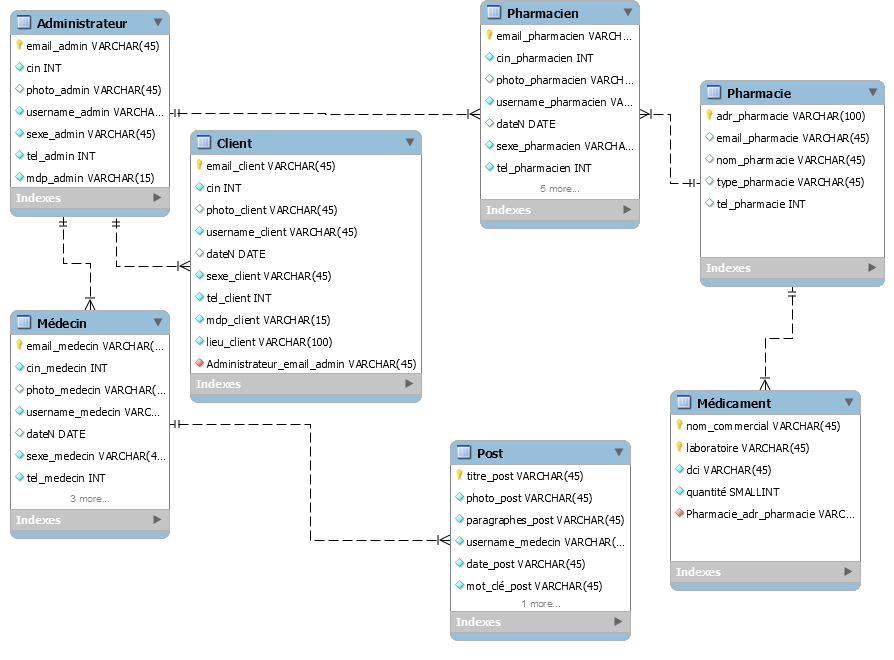 Administrateur
email_admin VARCHAR(45)
cin INT
photo_admin VARCHAR(45)
username_admin VARCHA...
sexe_admin VARCHAR(45)
tel_admin INT
mdp_admin VARCHAR(15)
Indexes
Client
email_client VARCHAR(45)
cin INT
photo_client VARCHAR(45)
username_client VARCHAR(45)
dateN DATE
sexe_client VARCHAR(45)
tel_client INT
mdp_client VARCHAR(15)
lieu_client VARCHAR(100)
Administrateur_email_admin VARCHAR(45)
Indexes
Pharmacien
email_pharmacien VARCH...
cin_pharmacien INT
photo_pharmacien VARCH...
username_pharmacien VA...
dateN DATE
sexe_pharmacien VARCHA...
tel_pharmacien INT
5 more...
Indexes
Pharmacie
adr_pharmacie VARCHAR(100)
email_pharmacie VARCHAR(45)
nom_pharmacie VARCHAR(45)
type_pharmacie VARCHAR(45)
tel_pharmacie INT
Indexes
Médecin
email_medecin VARCHAR(...
cin_medecin INT
photo_medecin VARCHAR(...
username_medecin VARC...
dateN DATE
sexe_medecin VARCHAR(4...
tel_medecin INT
3 more...
Indexes
Post
titre_post VARCHAR(45)
photo_post VARCHAR(45)
paragraphes_post VARCHAR(45)
username_medecin VARCHAR(...
date_post VARCHAR(45)
mot_clé_post VARCHAR(45)
1 more...
Indexes
Médicament
nom_commercial VARCHAR(45)
laboratoire VARCHAR(45)
dci VARCHAR(45)
quantité SMALLINT
Pharmacie_adr_pharmacie VARC...
Indexes